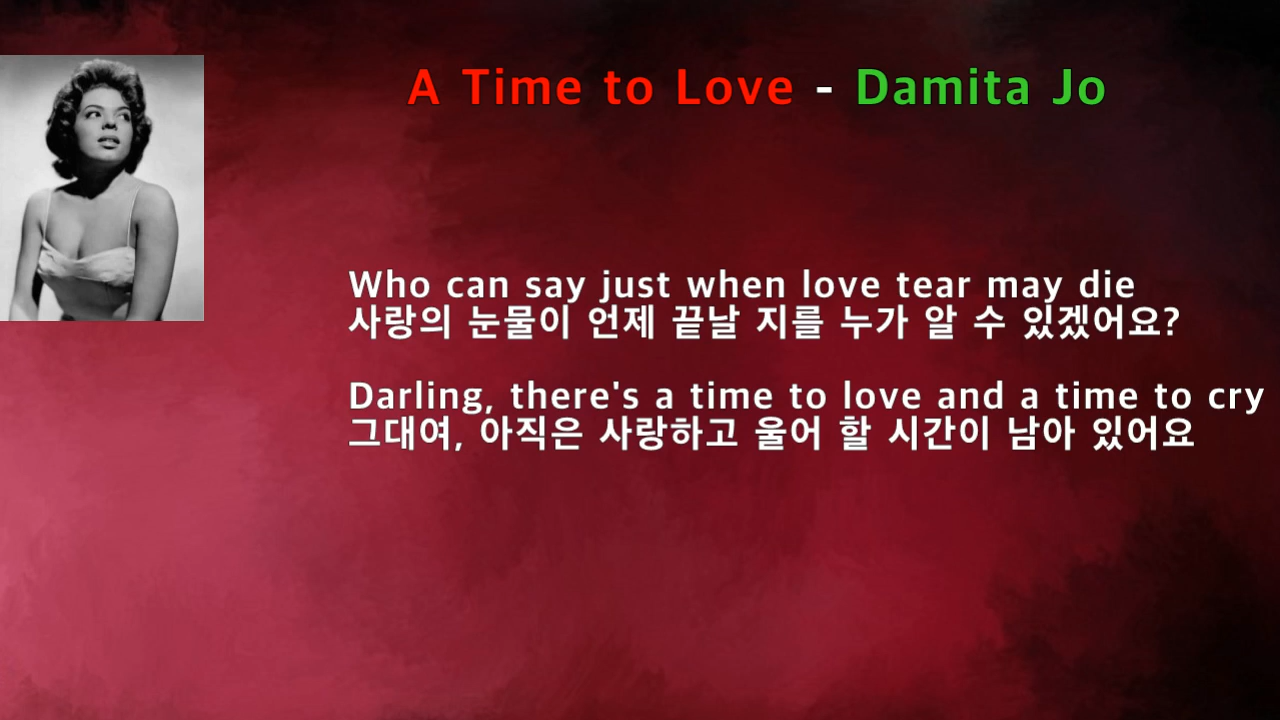 A Time to Love - Damita Jo
Who can say just when love tear may die
사랑의 눈물이 언제 끝날 지를 누가 알 수 있겠어요?
Darling, there's a time to love and a time to cry
그대여, 아직은 사랑하고 울어 할 시간이 남아 있어요